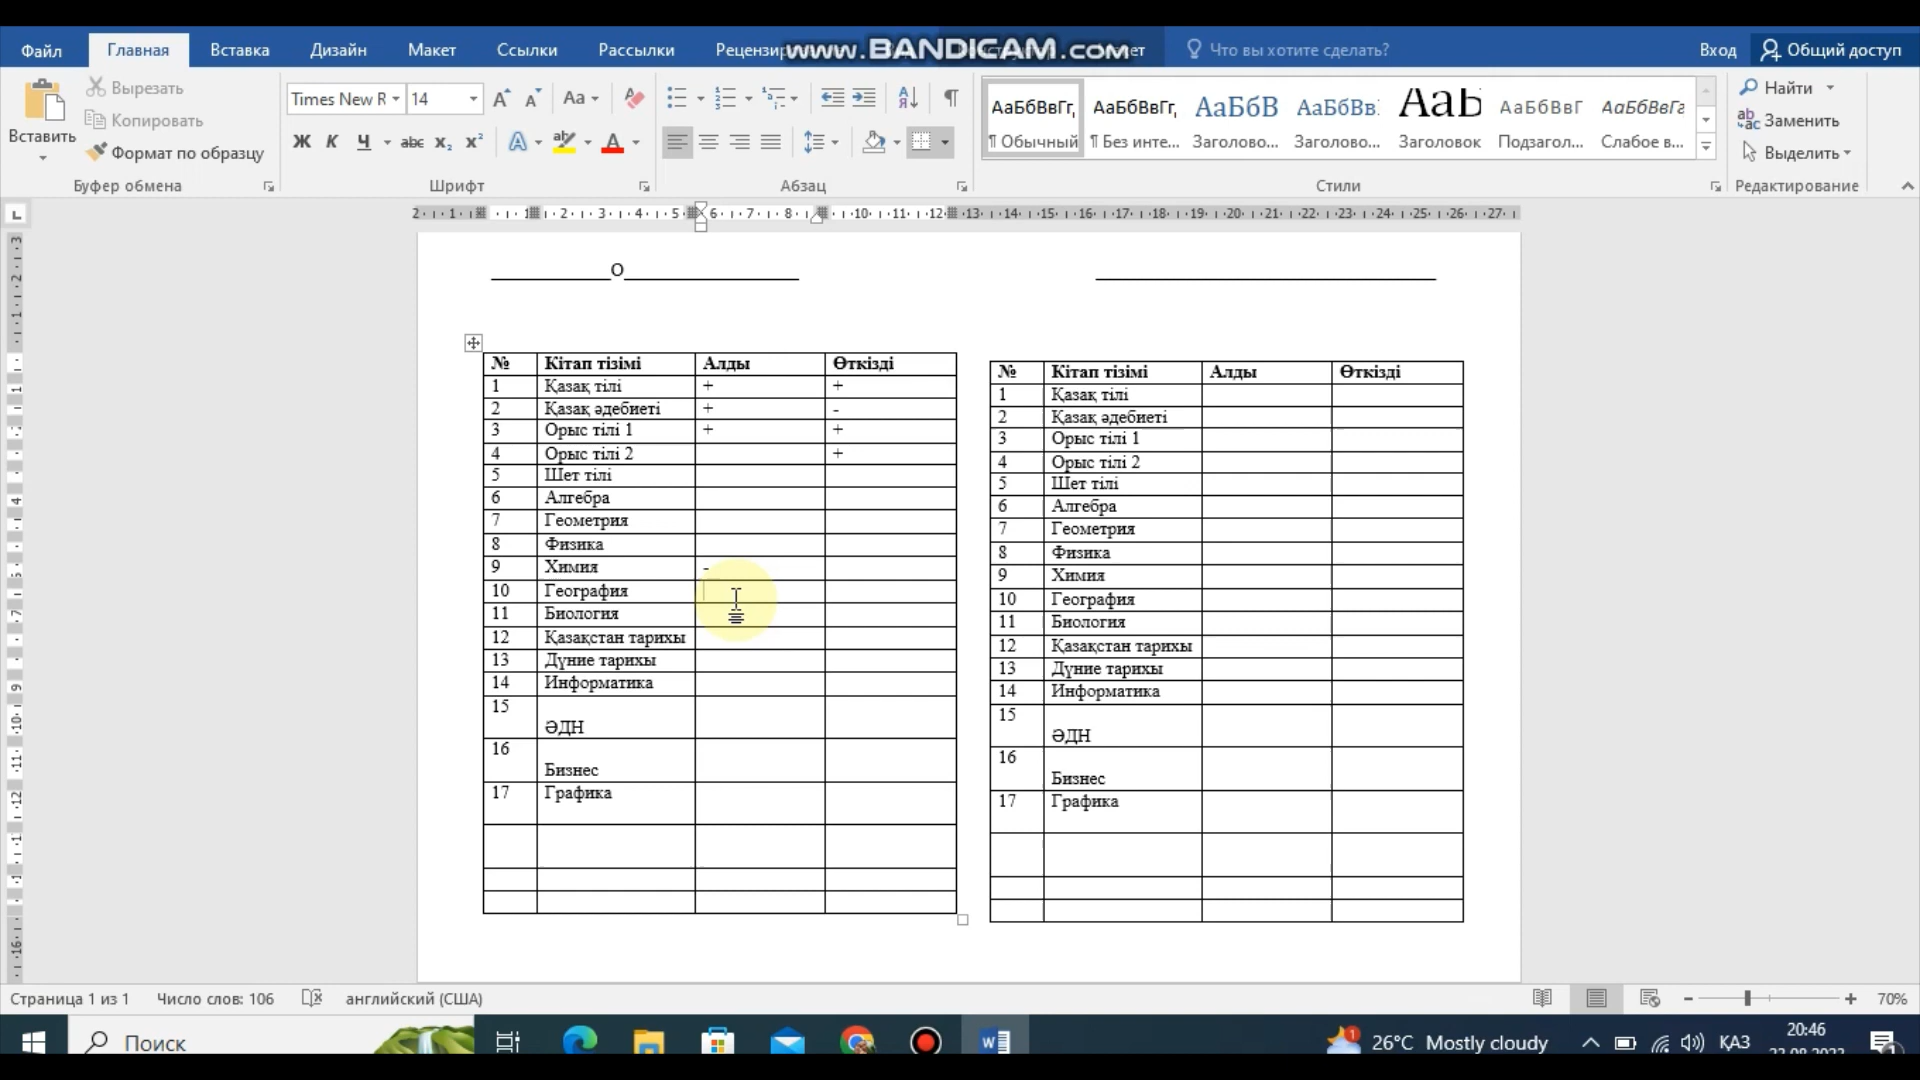 www.BANDICAM.com
Файл Главная Вставка Дизайн Макет Ссылки Рассылки Что вы хотите сделать? Вход Общий доступ
Вставить
Вырезать
Копировать
Формат по образцу
Буфер обмена
Times New R 14
Aa
Ж К Ч abc x₂ x²
Шрифт
Абзац
АаБбВвГг, АаБбВвГг, АаБбВ АаБбВв АаБ АаБбВвГ АаБбВвГг
¶ Обычный ¶ Без инте... Заголово... Заголово... Заголовок Подзагол... Слабое в...
Стили
Найти
Заменить
Выделить
Редактирование
____________О__________________
№ Кітап тізімі Алды Өткізді
1 Қазақ тілі + +
2 Қазақ әдебиеті + -
3 Орыс тілі 1 + +
4 Орыс тілі 2 +
5 Шет тілі
6 Алгебра
7 Геометрия
8 Физика
9 Химия -
10 География
11 Биология
12 Қазақстан тарихы
13 Дүние тарихы
14 Информатика
15 ӘДН
16 Бизнес
17 Графика
№ Кітап тізімі Алды Өткізді
1 Қазақ тілі
2 Қазақ әдебиеті
3 Орыс тілі 1
4 Орыс тілі 2
5 Шет тілі
6 Алгебра
7 Геометрия
8 Физика
9 Химия
10 География
11 Биология
12 Қазақстан тарихы
13 Дүние тарихы
14 Информатика
15 ӘДН
16 Бизнес
17 Графика
Страница 1 из 1 Число слов: 106 английский (США) 70%
Поиск 26°C Mostly cloudy ҚАЗ 20:46